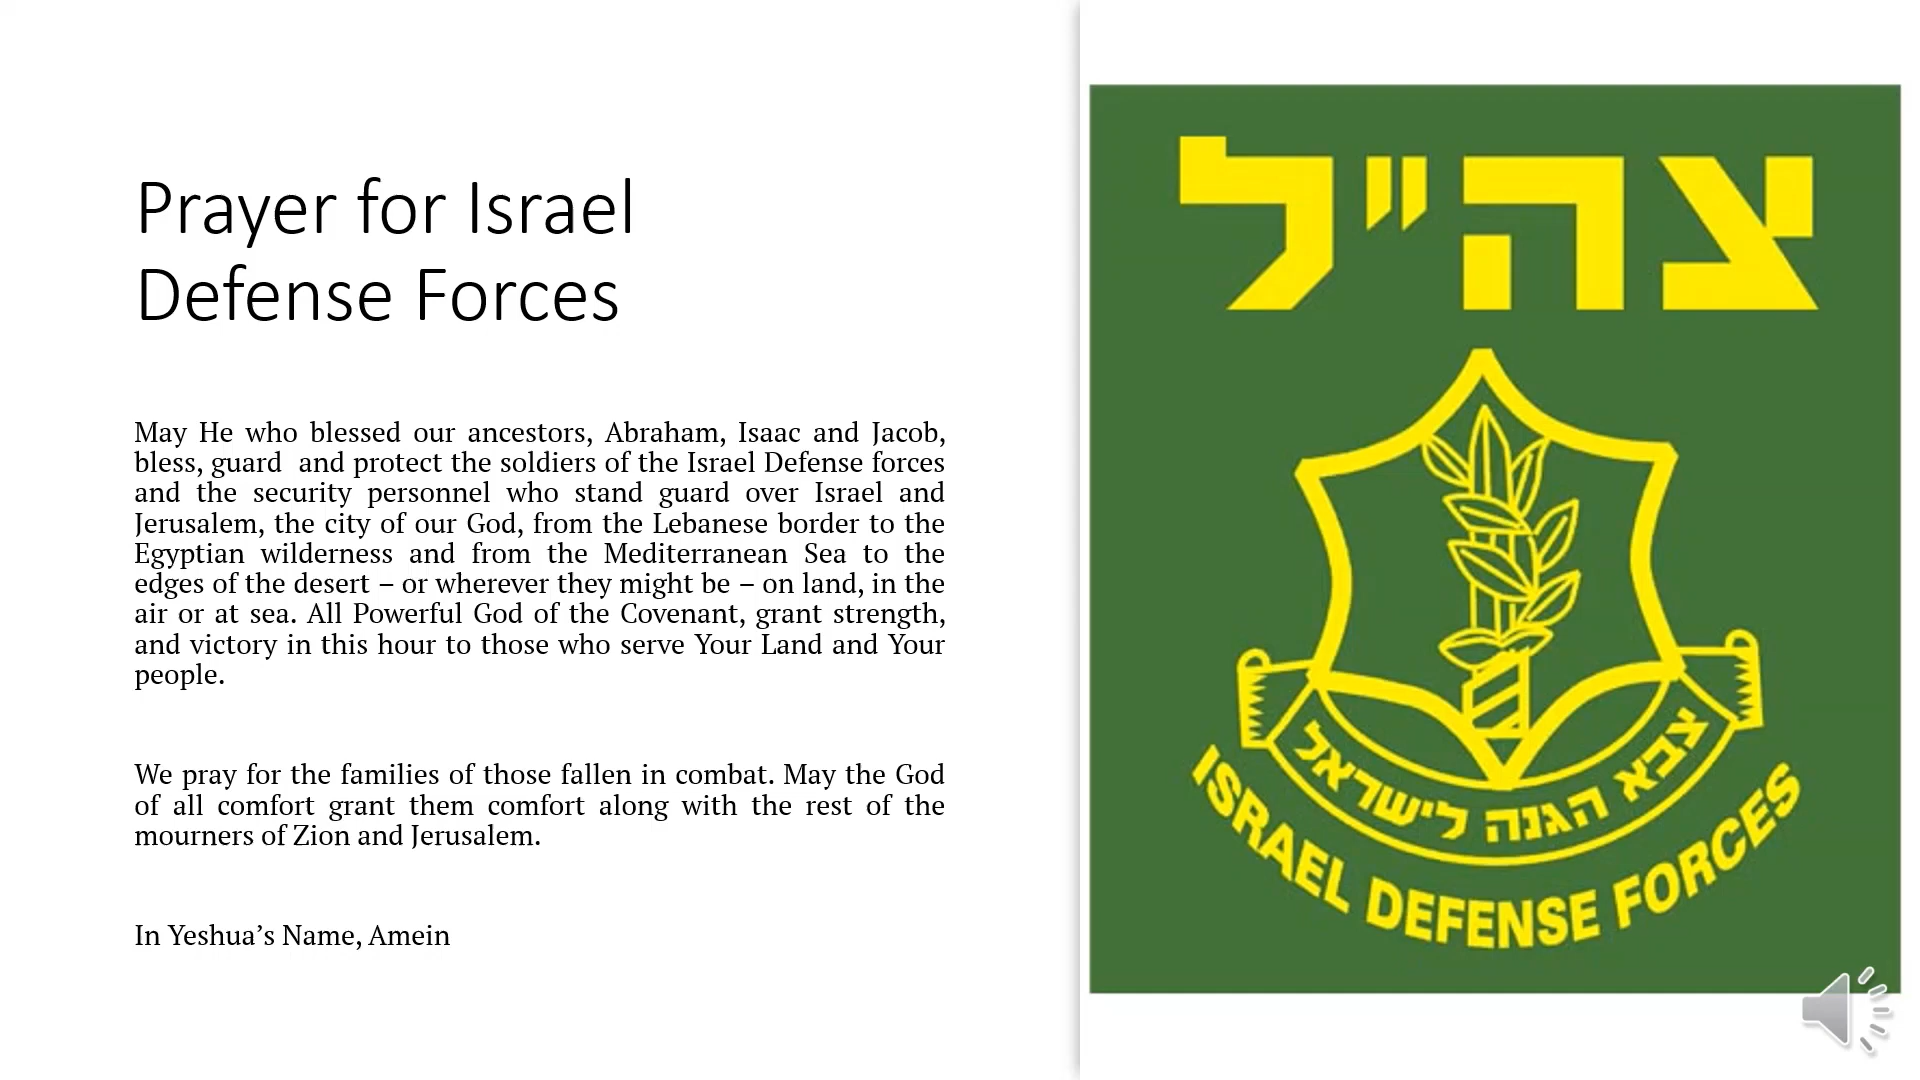 Prayer for Israel
Defense Forces
May He who blessed our ancestors, Abraham, Isaac and Jacob,
bless, guard  and protect the soldiers of the Israel Defense forces
and the security personnel who stand guard over Israel and
Jerusalem, the city of our God, from the Lebanese border to the
Egyptian wilderness and from the Mediterranean Sea to the
edges of the desert – or wherever they might be – on land, in the
air or at sea. All Powerful God of the Covenant, grant strength,
and victory in this hour to those who serve Your Land and Your
people.
We pray for the families of those fallen in combat. May the God
of all comfort grant them comfort along with the rest of the
mourners of Zion and Jerusalem.
In Yeshua’s Name, Amein
צה״ל
צבא הגנה לישראל
ISRAEL DEFENSE FORCES